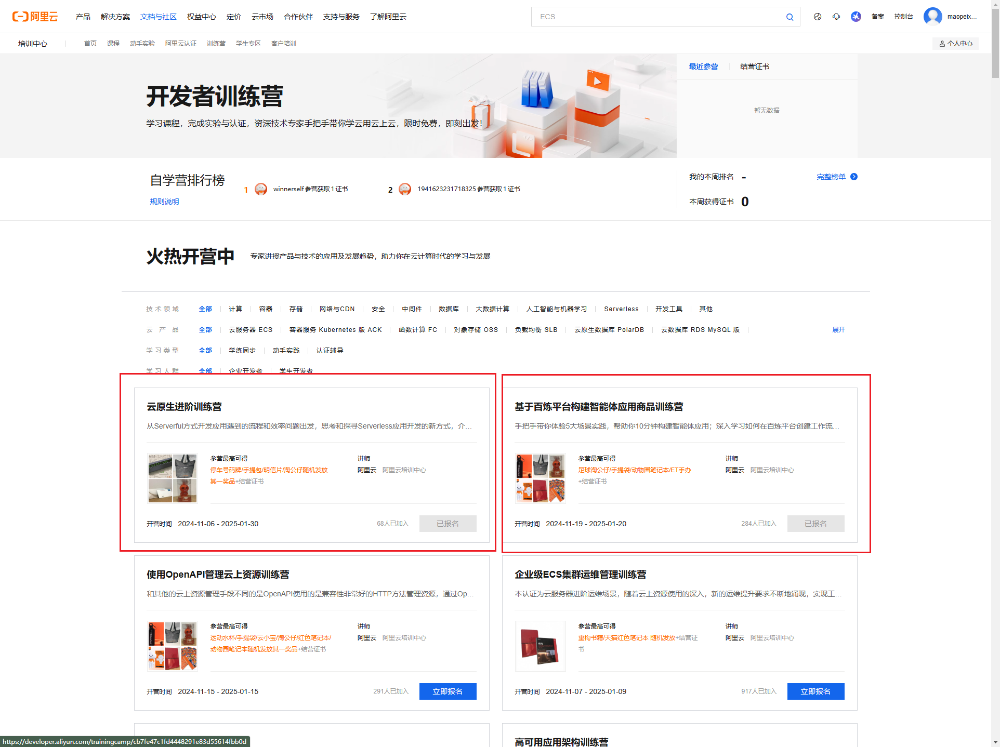 阿里云
产品 解决方案 文档与社区 权益中心 定价 云市场 合作伙伴 支持与服务 了解阿里云 ECS 备案 控制台 maopeix...
培训中心 首页 课程 动手实验 阿里云认证 训练营 学生专区 客户培训 个人中心
最近参营 结营证书
开发者训练营
学习课程，完成实验与认证，资深技术专家手把手带你学云用云上云，限时免费，即刻出发！
暂无数据
自学营排行榜
规则说明
1 winnerself 参营获取 1 证书 2 1941623231718325 参营获取 1 证书
我的本周排名 - 完整榜单
本周获得证书 0
火热开营中 专家讲授产品与技术的应用及发展趋势，助力你在云计算时代的学习与发展
技术领域 全部 计算 容器 存储 网络与CDN 安全 中间件 数据库 大数据计算 人工智能与机器学习 Serverless 开发工具 其他
云产品 全部 云服务器 ECS 容器服务 Kubernetes 版 ACK 函数计算 FC 对象存储 OSS 负载均衡 SLB 云原生数据库 PolarDB 云数据库 RDS MySQL 版 展开
学习类型 全部 学练同步 动手实践 认证辅导
学习人群 全部 企业开发者 学生开发者
云原生进阶训练营
从Serverful方式开发应用遇到的流程和效率问题出发，思考和探寻Serverless应用开发的新方式，介...
参营最高可得
停车号码牌/手提包/明信片/淘公仔随机发放
其一奖品+结营证书
讲师
阿里云 阿里云培训中心
开营时间 2024-11-06 - 2025-01-30 68人已加入 已报名
基于百炼平台构建智能体应用商品训练营
手把手带你体验5大场景实践，帮助你10分钟构建智能体应用；深入学习如何在百炼平台创建工作流...
参营最高可得
足球淘公仔/手提袋/动物园笔记本/ET手办
+结营证书
讲师
阿里云 阿里云培训中心
开营时间 2024-11-19 - 2025-01-20 284人已加入 已报名
使用OpenAPI管理云上资源训练营
和其他的云上资源管理手段不同的是OpenAPI使用的是兼容性非常好的HTTP方法管理资源，通过Op...
参营最高可得
运动水杯/手提袋/云小宝/淘公仔/红色笔记本/
动物园笔记本随机发放其一奖品+结营证书
讲师
阿里云 阿里云培训中心
开营时间 2024-11-15 - 2025-01-15 291人已加入 立即报名
企业级ECS集群运维管理训练营
本认证为云服务器进阶运维场景，随着云上资源使用的深入，新的运维提升要求不断地涌现，实现工...
参营最高可得
重构书籍/天猫红色笔记本 随机发放+结营证
书
讲师
阿里云 阿里云培训中心
开营时间 2024-11-07 - 2025-01-09 917人已加入 立即报名
高可用应用架构训练营
https://developer.aliyun.com/trainingcamp/cb7fe47c1fd4448291e83d55614fbb0d